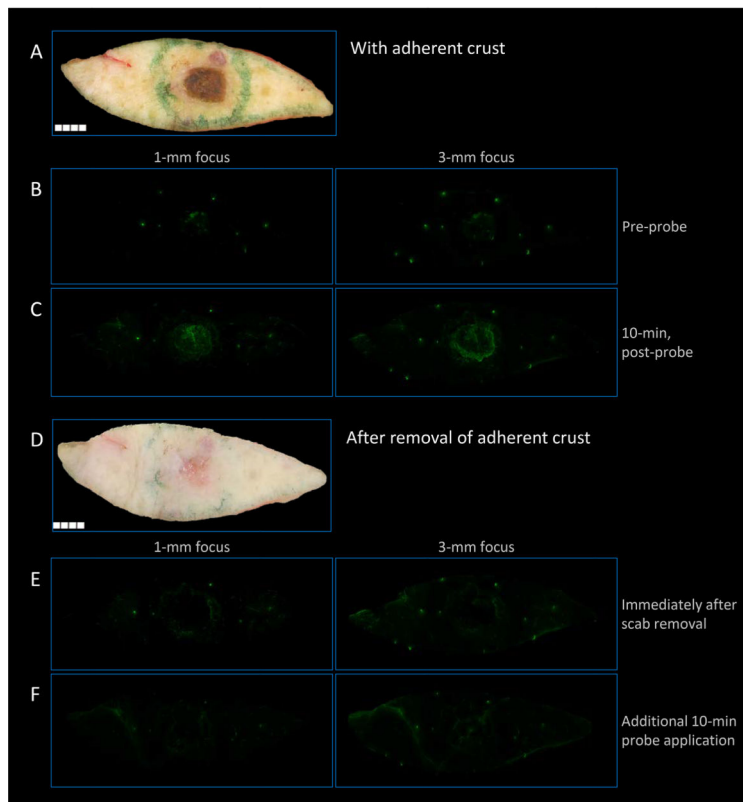 A
With adherent crust
1-mm focus
3-mm focus
B
Pre-probe
C
10-min,
post-probe
D
After removal of adherent crust
1-mm focus
3-mm focus
E
Immediately after
scab removal
F
Additional 10-min
probe application